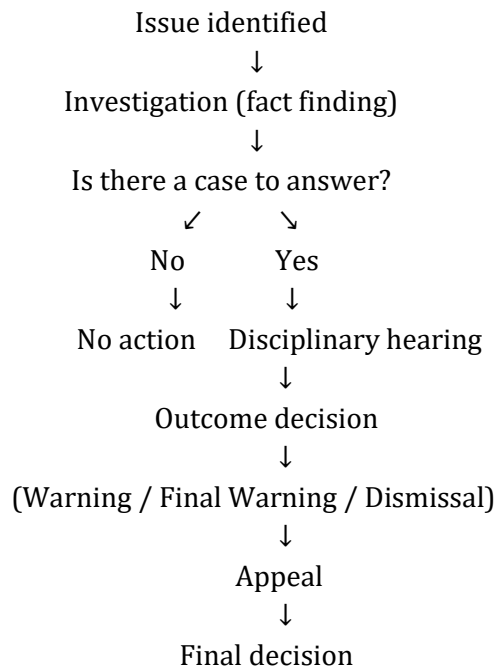 Issue identified
↓
Investigation (fact finding)
↓
Is there a case to answer?
↙ ↘
No Yes
↓ ↓
No action Disciplinary hearing
↓
Outcome decision
↓
(Warning / Final Warning / Dismissal)
↓
Appeal
↓
Final decision